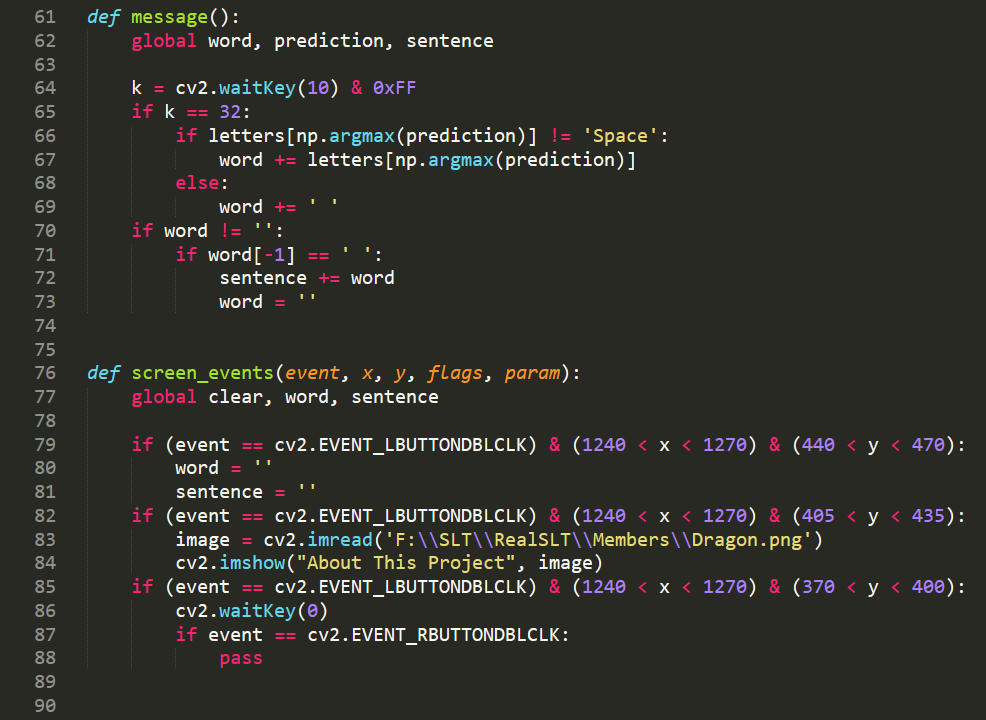 61 def message():
62     global word, prediction, sentence
63
64     k = cv2.waitKey(10) & 0xFF
65     if k == 32:
66         if letters[np.argmax(prediction)] != 'Space':
67             word += letters[np.argmax(prediction)]
68         else:
69             word += ' '
70     if word != '':
71         if word[-1] == ' ':
72             sentence += word
73             word = ''
74
75
76 def screen_events(event, x, y, flags, param):
77     global clear, word, sentence
78
79     if (event == cv2.EVENT_LBUTTONDBLCLK) & (1240 < x < 1270) & (440 < y < 470):
80         word = ''
81         sentence = ''
82     if (event == cv2.EVENT_LBUTTONDBLCLK) & (1240 < x < 1270) & (405 < y < 435):
83         image = cv2.imread('F:\\SLT\\RealSLT\\Members\\Dragon.png')
84         cv2.imshow("About This Project", image)
85     if (event == cv2.EVENT_LBUTTONDBLCLK) & (1240 < x < 1270) & (370 < y < 400):
86         cv2.waitKey(0)
87         if event == cv2.EVENT_RBUTTONDBLCLK:
88             pass
89
90